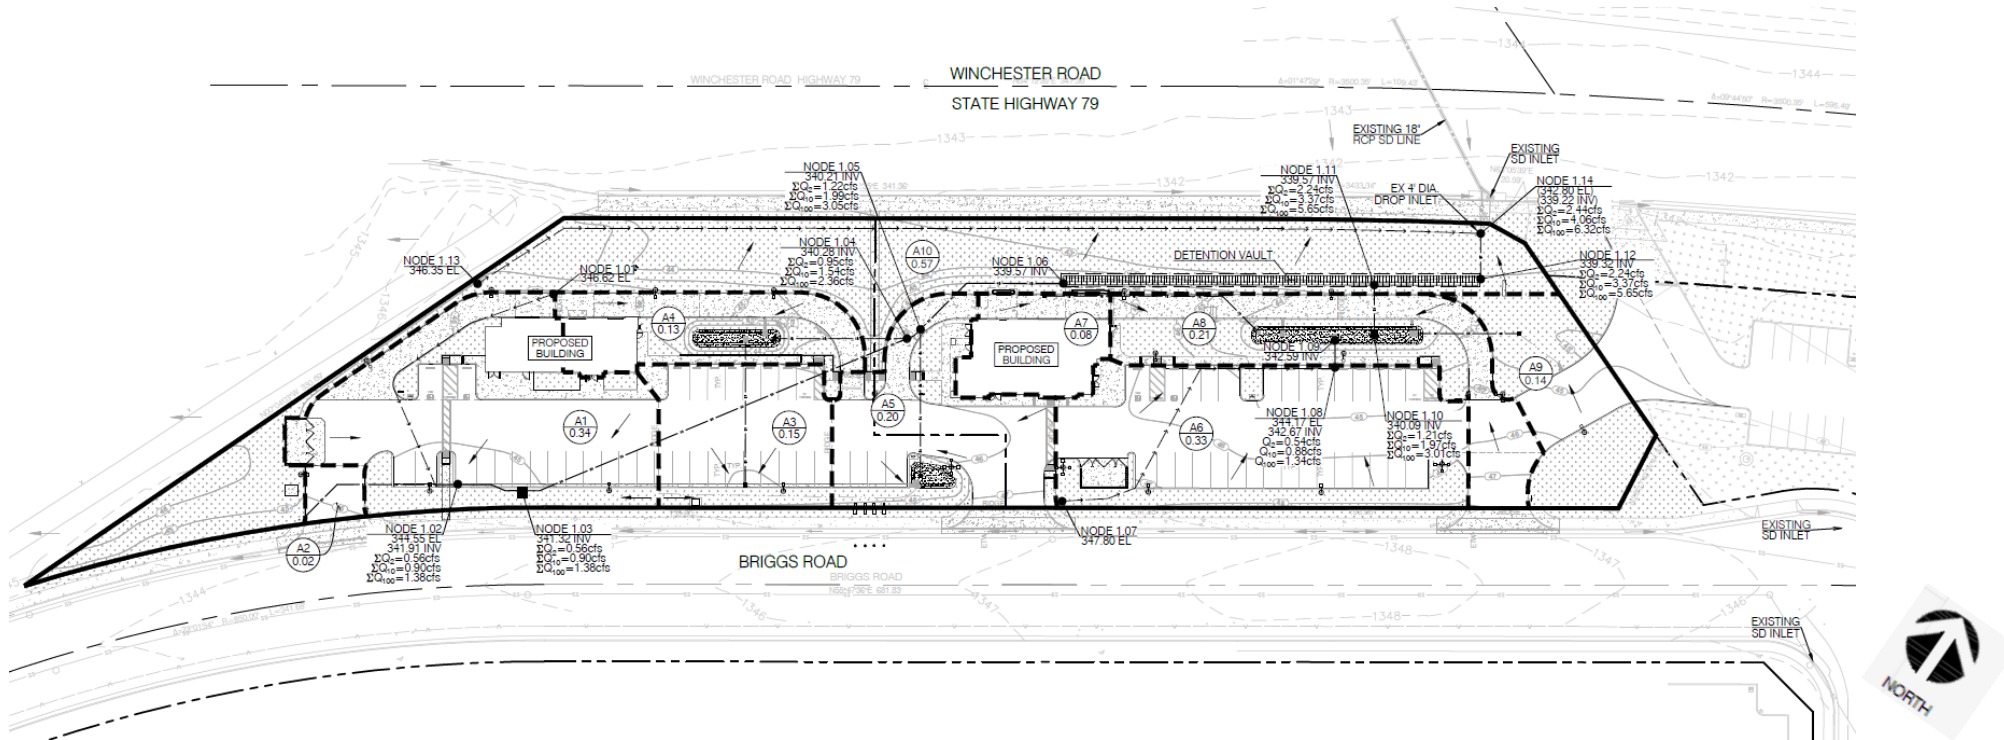 WINCHESTER ROAD
WINCHESTER ROAD HIGHWAY 79
STATE HIGHWAY 79
1344
1344
1343
1343
1342
1342
EXISTING 18"
RCP SD LINE
EXISTING
SD INLET
NODE 1.05
340.21 INV
ΣQ₂=1.22cfs
ΣQ₁₀=1.99cfs
ΣQ₁₀₀=3.05cfs
NODE 1.11
339.57 INV
ΣQ₂=2.24cfs
ΣQ₁₀=3.37cfs
ΣQ₁₀₀=5.65cfs
EX 4' DIA.
DROP INLET
NODE 1.14
(342.80 EL)
(339.22 INV)
ΣQ₂=2.44cfs
ΣQ₁₀=4.06cfs
ΣQ₁₀₀=6.32cfs
NODE 1.04
340.28 INV
ΣQ₂=0.95cfs
ΣQ₁₀=1.54cfs
ΣQ₁₀₀=2.36cfs
A10
0.57
NODE 1.13
346.35 EL
NODE 1.01
346.62 EL
NODE 1.06
339.57 INV
DETENTION VAULT
NODE 1.12
339.32 INV
ΣQ₂=2.24cfs
ΣQ₁₀=3.37cfs
ΣQ₁₀₀=5.65cfs
A4
0.13
A7
0.08
A8
0.21
PROPOSED
BUILDING
PROPOSED
BUILDING
NODE 1.09
342.59 INV
A9
0.14
A1
0.34
A3
0.15
A5
0.20
A6
0.33
NODE 1.08
344.17 EL
342.67 INV
Q₂=0.54cfs
Q₁₀=0.88cfs
Q₁₀₀=1.34cfs
NODE 1.10
340.09 INV
ΣQ₂=1.21cfs
ΣQ₁₀=1.97cfs
ΣQ₁₀₀=3.01cfs
A2
0.02
NODE 1.02
344.55 EL
341.91 INV
ΣQ₂=0.56cfs
ΣQ₁₀=0.90cfs
ΣQ₁₀₀=1.38cfs
NODE 1.03
341.32 INV
ΣQ₂=0.56cfs
ΣQ₁₀=0.90cfs
ΣQ₁₀₀=1.38cfs
NODE 1.07
347.80 EL
EXISTING
SD INLET
BRIGGS ROAD
BRIGGS ROAD
1344
1346
1347
1348
1348
1347
1346
EXISTING
SD INLET
NORTH